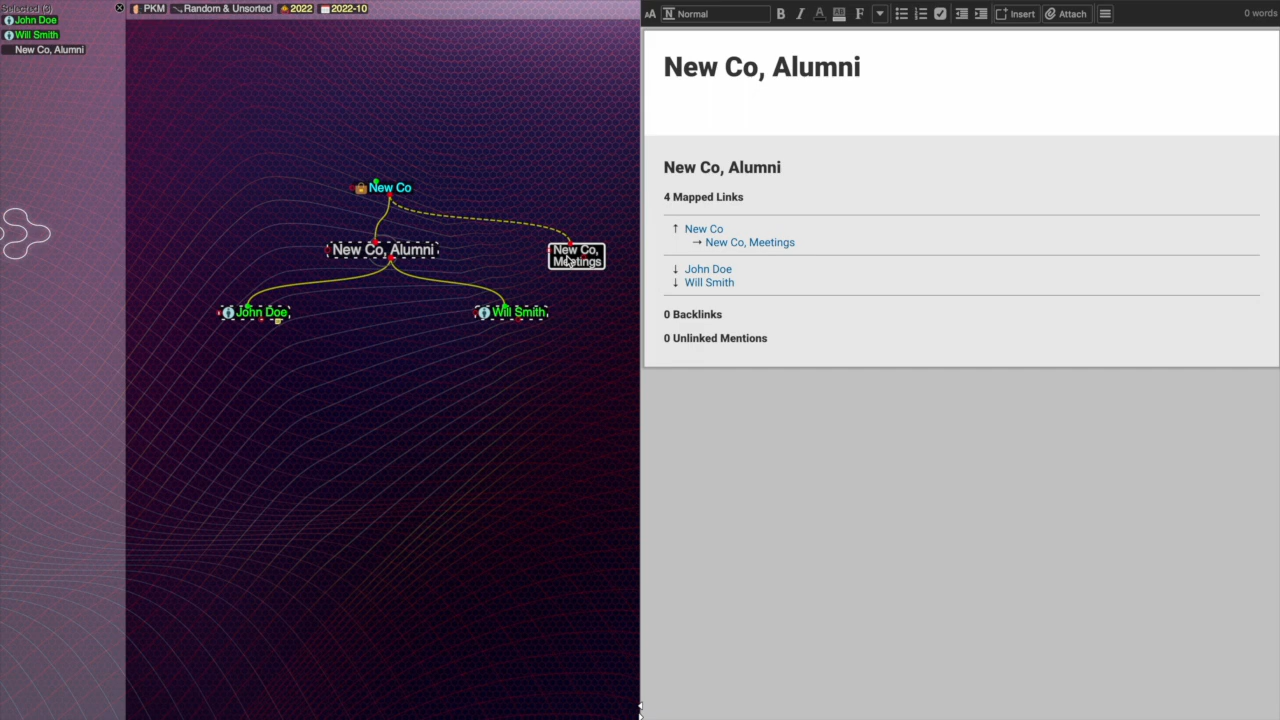 Selected (3)
John Doe
Will Smith
New Co, Alumni
PKM
Random & Unsorted
2022
2022-10
New Co
New Co, Alumni
New Co,
Meetings
John Doe
Will Smith
AA
N Normal
B
I
A
AB
F
Insert
Attach
0 words
New Co, Alumni
New Co, Alumni
4 Mapped Links
↑ New Co
→ New Co, Meetings
↓ John Doe
↓ Will Smith
0 Backlinks
0 Unlinked Mentions